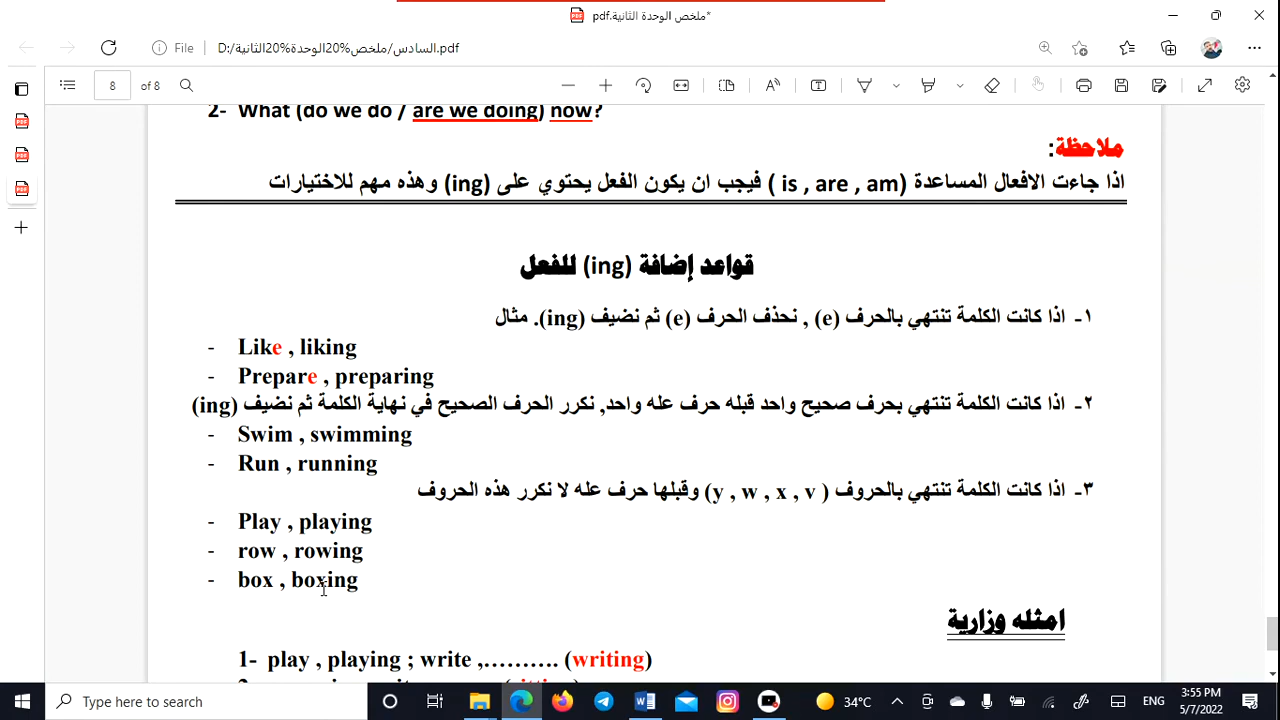 ملخص الوحدة الثانية.pdf*
File D:/السادس/ملخص%20الوحدة%20الثانية.pdf
8 of 8
2- What (do we do / are we doing) now?
ملاحظة:
اذا جاءت الافعال المساعدة (is , are , am ) فيجب ان يكون الفعل يحتوي على (ing) وهذه مهم للاختيارات
قواعد إضافة (ing) للفعل
١- اذا كانت الكلمة تنتهي بالحرف (e) , نحذف الحرف (e) ثم نضيف (ing). مثال
- Like , liking
- Prepare , preparing
٢- اذا كانت الكلمة تنتهي بحرف صحيح واحد قبله حرف عله واحد, نكرر الحرف الصحيح في نهاية الكلمة ثم نضيف (ing)
- Swim , swimming
- Run , running
٣- اذا كانت الكلمة تنتهي بالحروف (y , w , x , v ) وقبلها حرف عله لا نكرر هذه الحروف
- Play , playing
- row , rowing
- box , boxing
امثله وزارية
1- play , playing ; write ,.......... (writing)
Type here to search
34°C ENG 3:55 PM
5/7/2022